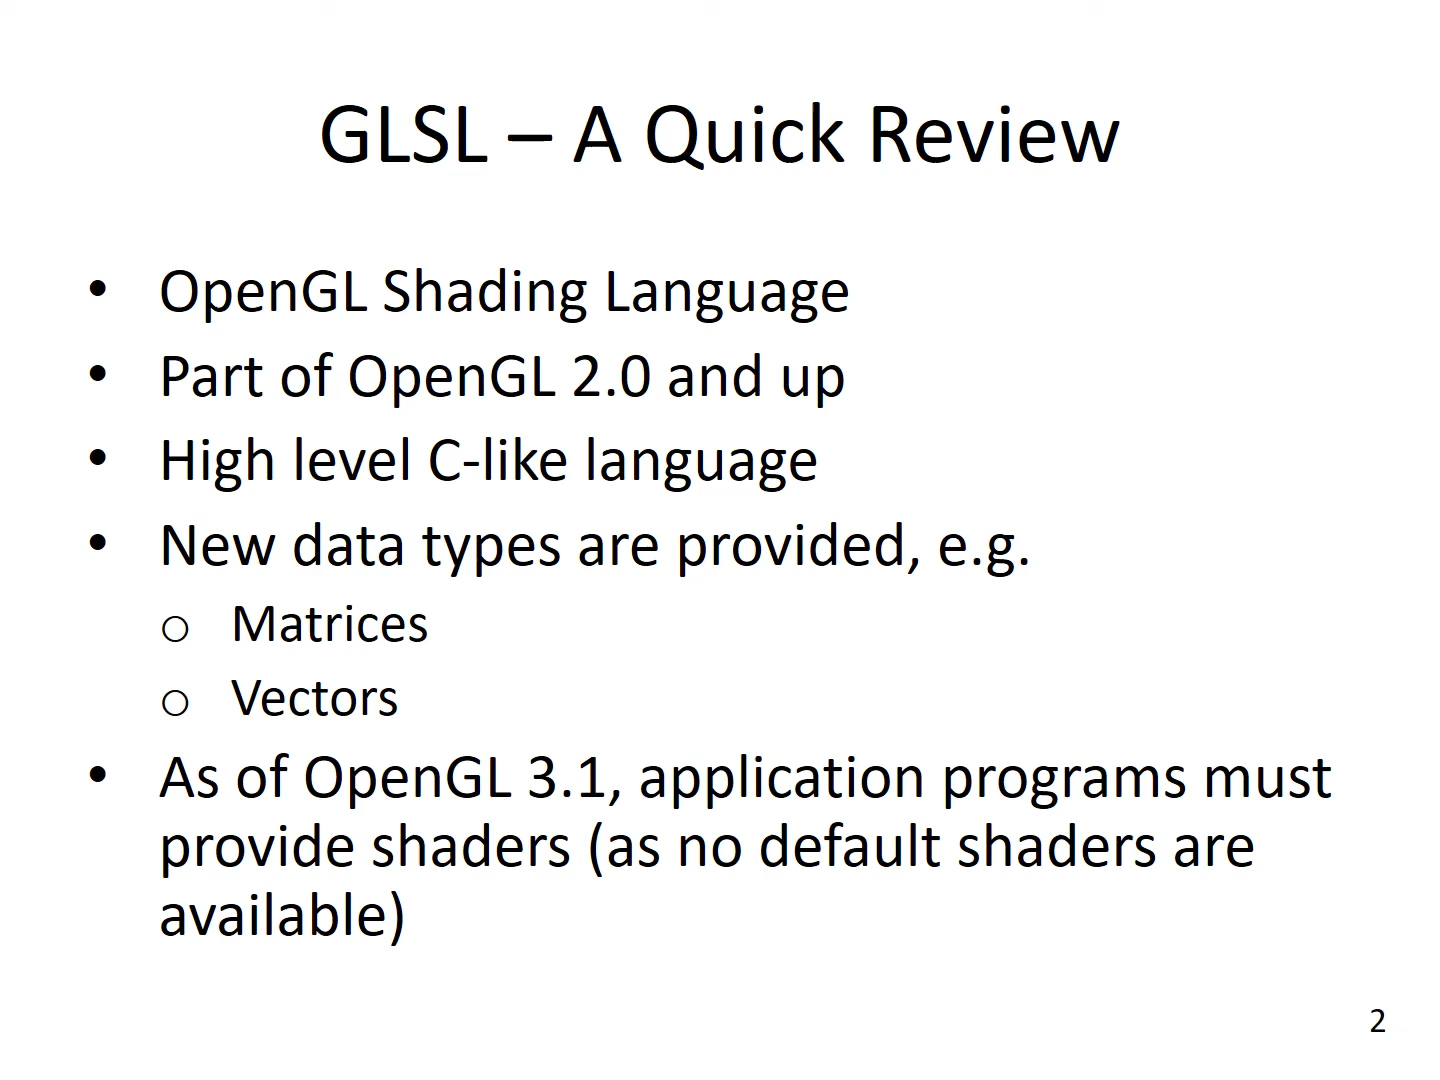 GLSL – A Quick Review
• OpenGL Shading Language
• Part of OpenGL 2.0 and up
• High level C-like language
• New data types are provided, e.g.
o Matrices
o Vectors
• As of OpenGL 3.1, application programs must
provide shaders (as no default shaders are
available)
2